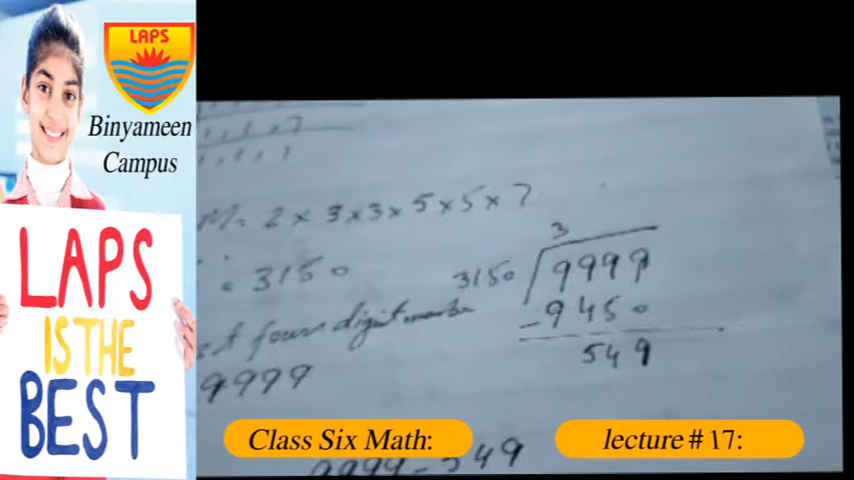 LAPS
Binyameen
Campus
LAPS
IS THE
BEST
2 × 3 × 3 × 5 × 5 × 7
= 3150
four digit
9999
3
3150 9999
- 9450
549
9999 - 549
Class Six Math:
lecture # 17: